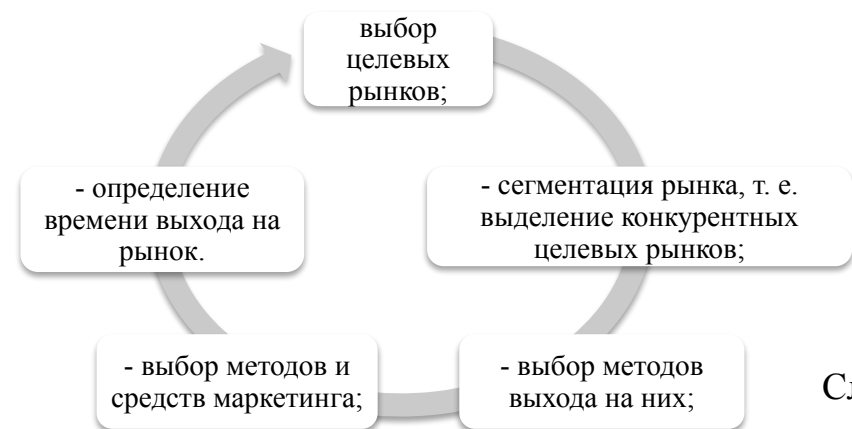 выбор
целевых
рынков;
- сегментация рынка, т. е.
выделение конкурентных
целевых рынков;
- выбор методов
выхода на них;
- выбор методов и
средств маркетинга;
- определение
времени выхода на
рынок.